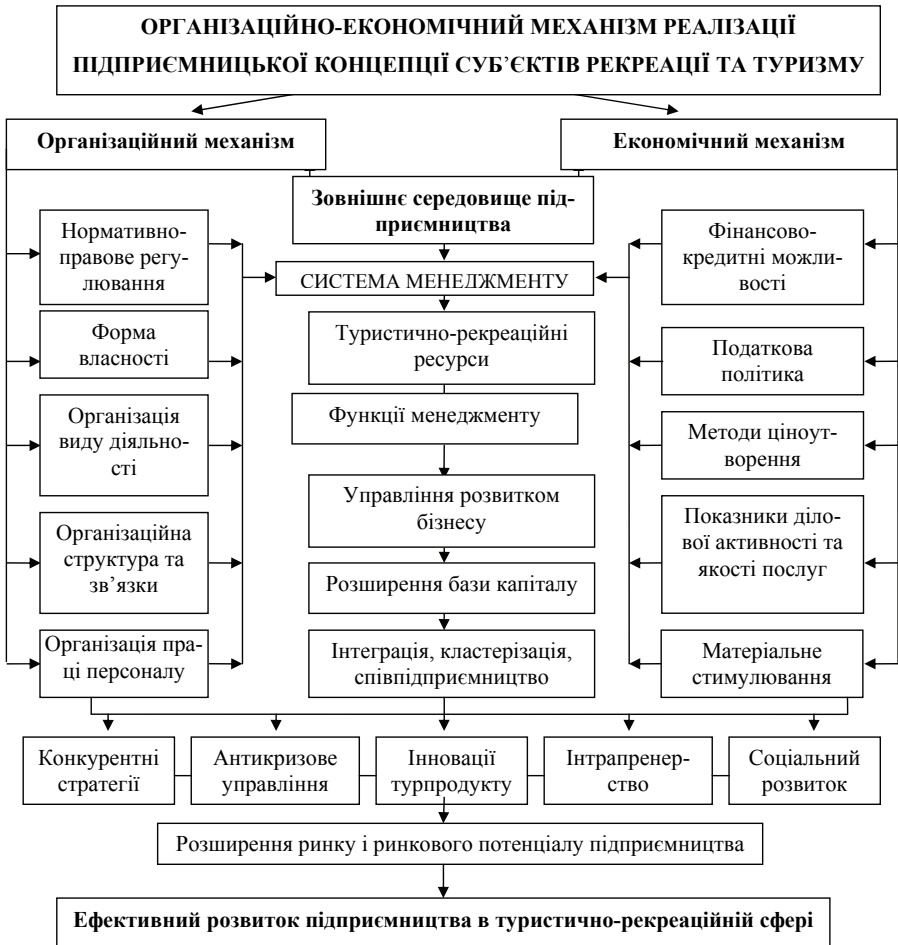 ОРГАНІЗАЦІЙНО-ЕКОНОМІЧНИЙ МЕХАНІЗМ РЕАЛІЗАЦІЇ
ПІДПРИЄМНИЦЬКОЇ КОНЦЕПЦІЇ СУБ’ЄКТІВ РЕКРЕАЦІЇ ТА ТУРИЗМУ
Організаційний механізм
Економічний механізм
Зовнішнє середовище під-
приємництва
СИСТЕМА МЕНЕДЖМЕНТУ
Нормативно-
правове регу-
лювання
Форма
власності
Організація
виду діяльно-
сті
Організаційна
структура та
зв’язки
Організація пра-
ці персоналу
Туристично-рекреаційні
ресурси
Функції менеджменту
Управління розвитком
бізнесу
Розширення бази капіталу
Інтеграція, кластерізація,
співпідприємництво
Фінансово-
кредитні можли-
вості
Податкова
політика
Методи ціноут-
ворення
Показники діло-
вої активності та
якості послуг
Матеріальне
стимулювання
Конкурентні
стратегії
Антикризове
управління
Інновації
турпродукту
Інтрапренер-
ство
Соціальний
розвиток
Розширення ринку і ринкового потенціалу підприємництва
Ефективний розвиток підприємництва в туристично-рекреаційній сфері